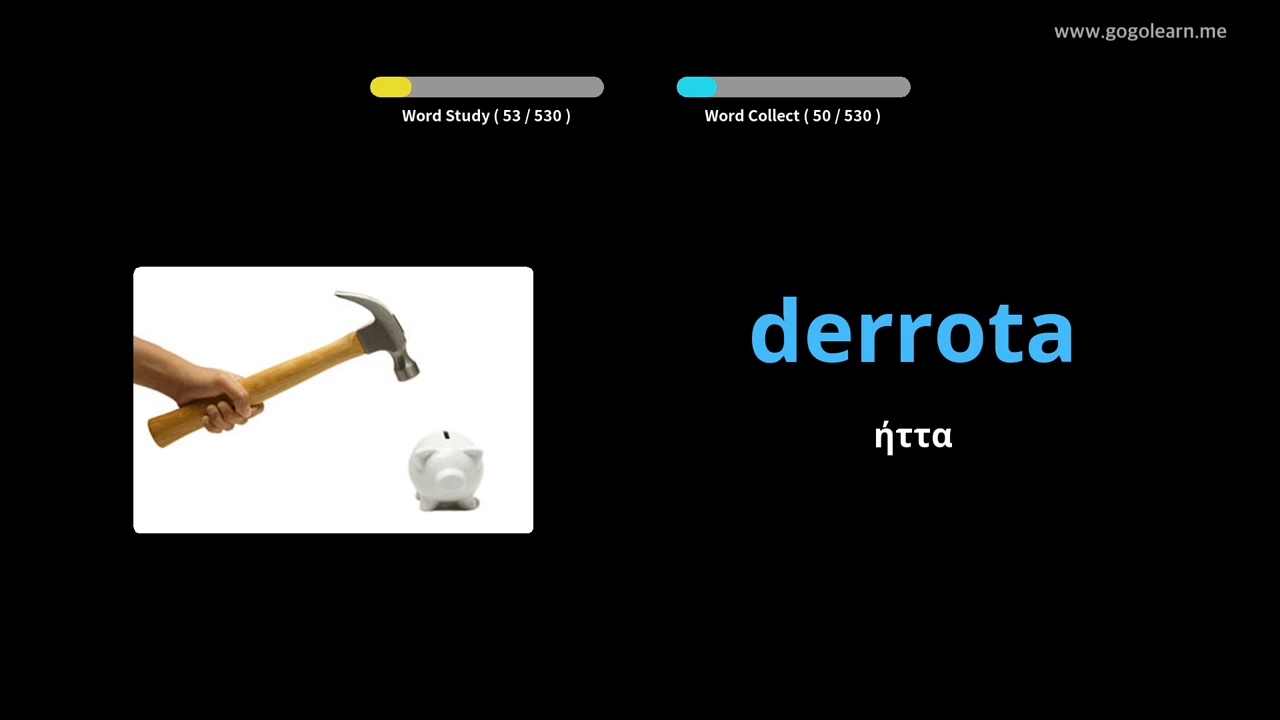 www.gogolearn.me
Word Study ( 53 / 530 )
Word Collect ( 50 / 530 )
derrota
ήττα